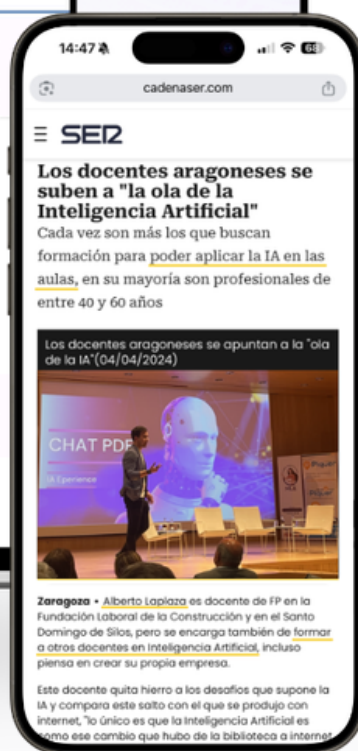 14:47
60
cadenaser.com
SER
Los docentes aragoneses se
suben a "la ola de la
Inteligencia Artificial"
Cada vez son más los que buscan
formación para poder aplicar la IA en las
aulas, en su mayoría son profesionales de
entre 40 y 60 años
Los docentes aragoneses se apuntan a la "ola
de la IA"(04/04/2024)
CHAT PDF
IA Experience
Piquer
Zaragoza • Alberto Laplaza es docente de FP en la
Fundación Laboral de la Construcción y en el Santo
Domingo de Silos, pero se encarga también de formar
a otros docentes en Inteligencia Artificial, incluso
piensa en crear su propia empresa.
Este docente quita hierro a los desafíos que supone la
IA y compara este salto con el que se produjo con
internet, "lo único es que la Inteligencia Artificial es
como ese cambio que hubo de la biblioteca a internet